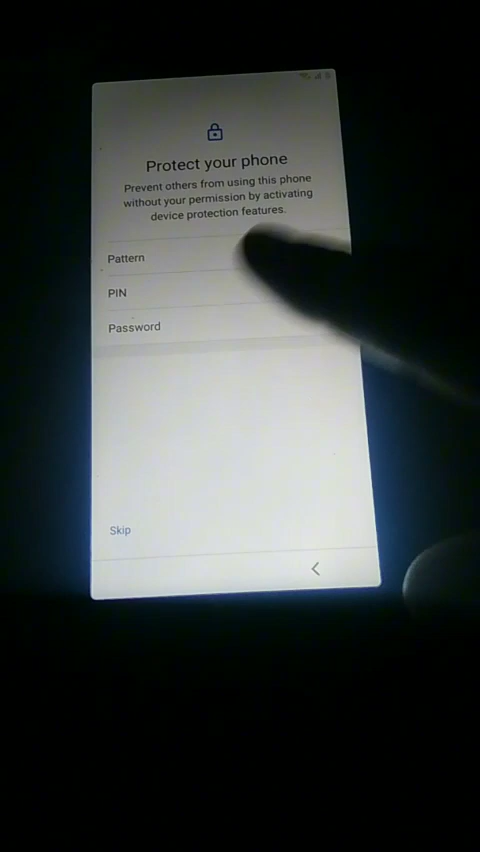 Protect your phone
Prevent others from using this phone
without your permission by activating
device protection features.
Pattern
PIN
Password
Skip